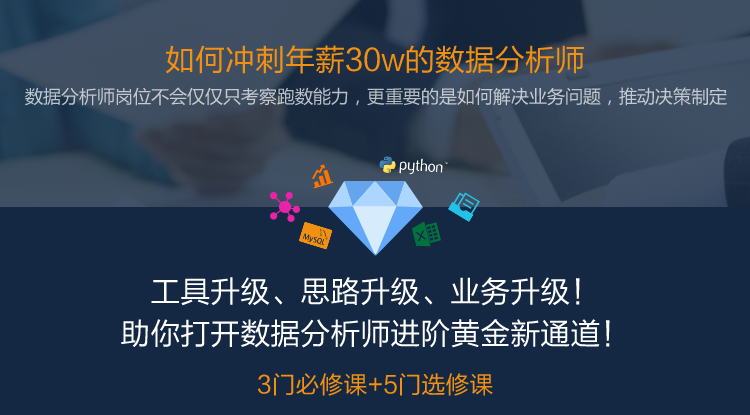 如何冲刺年薪30w的数据分析师
数据分析师岗位不会仅仅只考察跑数能力，更重要的是如何解决业务问题，推动决策制定
python
MySQL
X
工具升级、思路升级、业务升级！
助你打开数据分析师进阶黄金新通道！
3门必修课+5门选修课